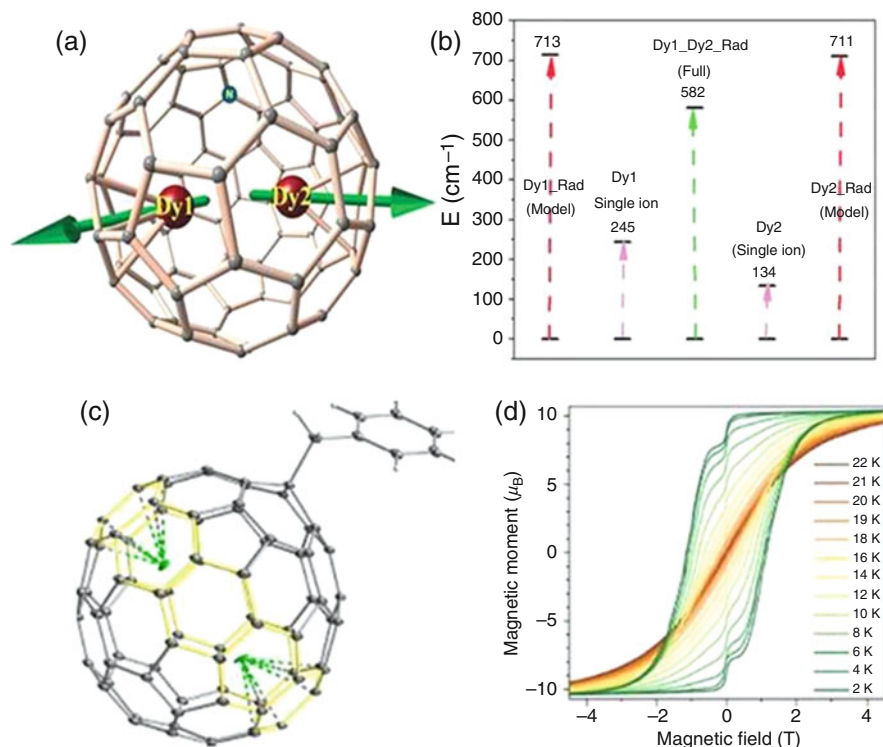 (a)
N
Dy1
Dy2
(b)
E (cm⁻¹)
800
700
600
500
400
300
200
100
0
713
Dy1_Rad
(Model)
Dy1
Single ion
245
Dy1_Dy2_Rad
(Full)
582
Dy2
(Single ion)
134
711
Dy2_Rad
(Model)
(c)
(d)
Magnetic moment (μB)
10
5
0
−5
−10
22 K
21 K
20 K
19 K
18 K
16 K
14 K
12 K
10 K
8 K
6 K
4 K
2 K
−4
−2
0
2
4
Magnetic field (T)